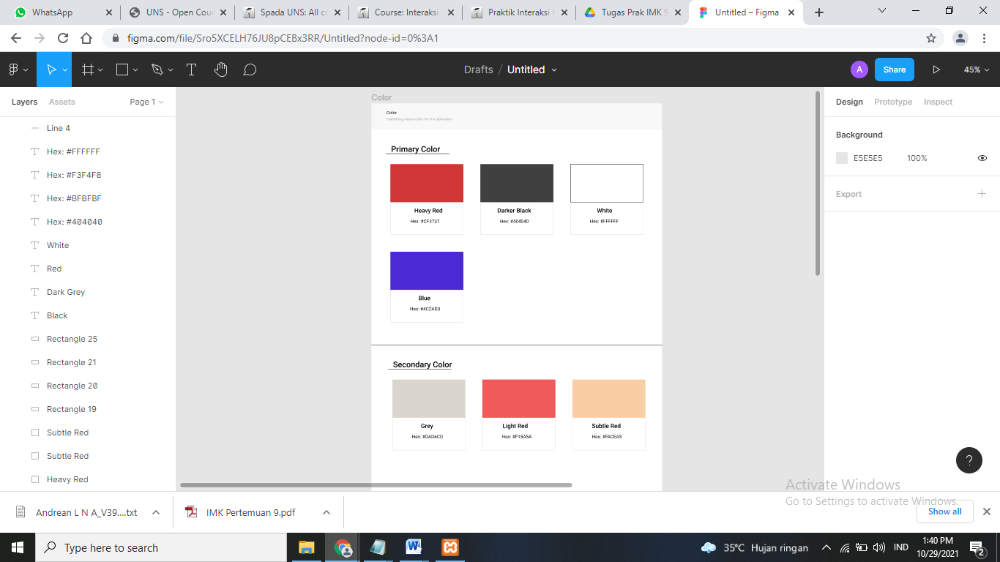 WhatsApp
UNS - Open Cour
Spada UNS: All co
Course: Interaksi
Praktik Interaksi M
Tugas Prak IMK 9
Untitled – Figma
figma.com/file/Sro5XCELH76JU8pCEBx3RR/Untitled?node-id=0%3A1
Drafts / Untitled
A
Share
45%
Layers Assets Page 1
Line 4
Hex: #FFFFFF
Hex: #F3F4F8
Hex: #BFBFBF
Hex: #404040
White
Red
Dark Grey
Black
Rectangle 25
Rectangle 21
Rectangle 20
Rectangle 19
Subtle Red
Subtle Red
Heavy Red
Color
Color
Everything about color for my aplication
Primary Color
Heavy Red
Hex: #CF3737
Darker Black
Hex: #404040
White
Hex: #FFFFFF
Blue
Hex: #4C2AD3
Secondary Color
Grey
Hex: #DAD6CD
Light Red
Hex: #F15A5A
Subtle Red
Hex: #FACEA5
Design Prototype Inspect
Background
E5E5E5 100%
Export
?
Activate Windows
Go to Settings to activate Windows.
Andrean L N A_V39....txt
IMK Pertemuan 9.pdf
Show all
Type here to search
35°C Hujan ringan
IND
1:40 PM
10/29/2021
2